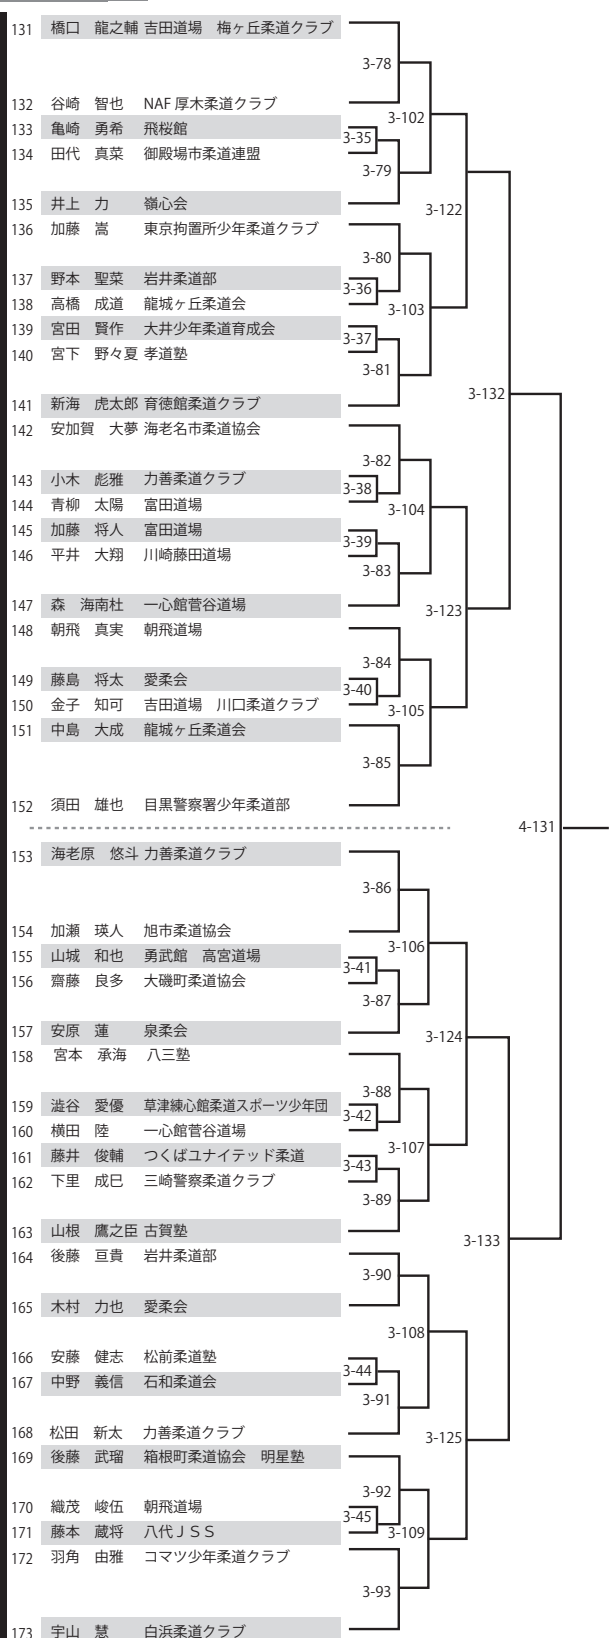 131 橋口 龍之輔 吉田道場 梅ヶ丘柔道クラブ
3-78
132 谷崎 智也 NAF 厚木柔道クラブ
3-102
133 亀崎 勇希 飛桜館
3-35
134 田代 真菜 御殿場市柔道連盟
3-79
135 井上 力 嶺心会
3-122
136 加藤 嵩 東京拘置所少年柔道クラブ
3-80
137 野本 聖菜 岩井柔道部
3-36
138 高橋 成道 龍城ヶ丘柔道会
3-103
139 宮田 賢作 大井少年柔道育成会
3-37
140 宮下 野々夏 孝道塾
3-81
3-132
141 新海 虎太郎 育徳館柔道クラブ
142 安加賀 大夢 海老名市柔道協会
3-82
143 小木 彪雅 力善柔道クラブ
3-38
144 青柳 太陽 富田道場
3-104
145 加藤 将人 富田道場
3-39
146 平井 大翔 川崎藤田道場
3-83
147 森 海南杜 一心館菅谷道場
3-123
148 朝飛 真実 朝飛道場
3-84
149 藤島 将太 愛柔会
3-40
150 金子 知可 吉田道場 川口柔道クラブ
3-105
151 中島 大成 龍城ヶ丘柔道会
3-85
152 須田 雄也 目黒警察署少年柔道部
4-131
153 海老原 悠斗 力善柔道クラブ
3-86
154 加瀬 瑛人 旭市柔道協会
3-106
155 山城 和也 勇武館 高宮道場
3-41
156 齋藤 良多 大磯町柔道協会
3-87
157 安原 蓮 泉柔会
3-124
158 宮本 承海 八三塾
3-88
159 澁谷 愛優 草津練心館柔道スポーツ少年団
3-42
160 横田 陸 一心館菅谷道場
3-107
161 藤井 俊輔 つくばユナイテッド柔道
3-43
162 下里 成巳 三崎警察柔道クラブ
3-89
163 山根 鷹之臣 古賀塾
3-133
164 後藤 亘貴 岩井柔道部
3-90
165 木村 力也 愛柔会
3-108
166 安藤 健志 松前柔道塾
3-44
167 中野 義信 石和柔道会
3-91
168 松田 新太 力善柔道クラブ
3-125
169 後藤 武瑠 箱根町柔道協会 明星塾
3-92
170 織茂 峻伍 朝飛道場
3-45
171 藤本 蔵将 八代ＪＳＳ
3-109
172 羽角 由雅 コマツ少年柔道クラブ
3-93
173 宇山 慧 白浜柔道クラブ